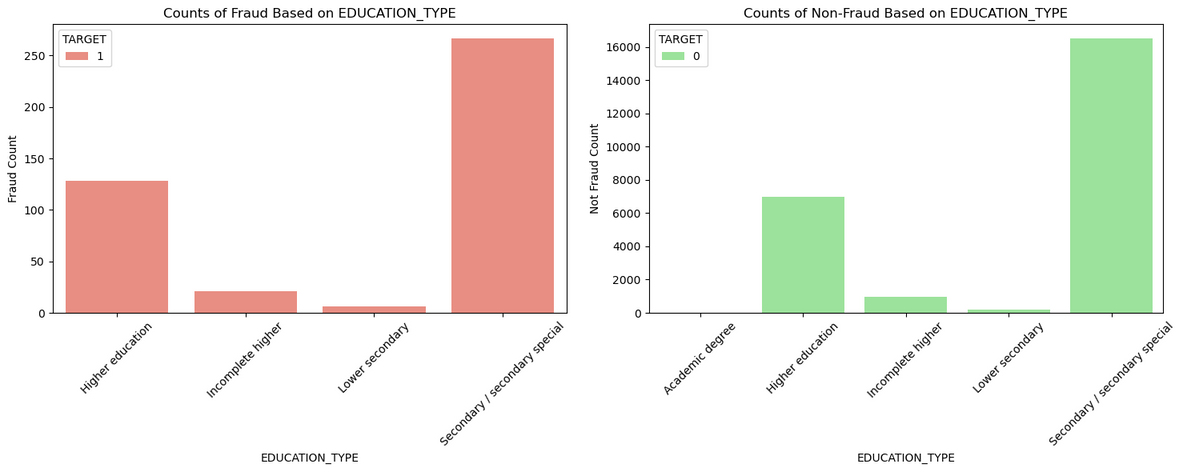 Counts of Fraud Based on EDUCATION_TYPE
TARGET
1
250
200
150
100
50
0
Fraud Count
Higher education
Incomplete higher
Lower secondary
Secondary / secondary special
EDUCATION_TYPE
Counts of Non-Fraud Based on EDUCATION_TYPE
TARGET
0
16000
14000
12000
10000
8000
6000
4000
2000
0
Not Fraud Count
Academic degree
Higher education
Incomplete higher
Lower secondary
Secondary / secondary special
EDUCATION_TYPE